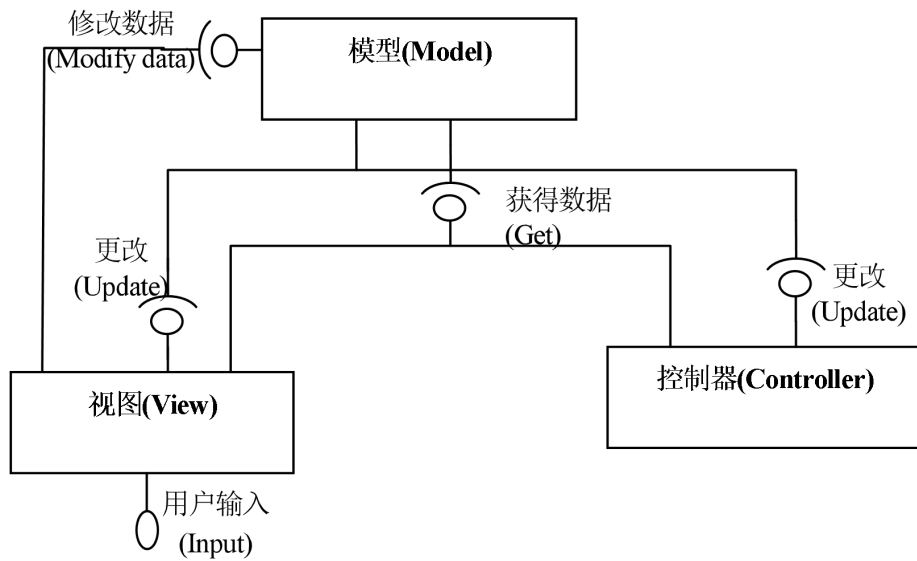 修改数据
(Modify data)
模型(Model)
获得数据
(Get)
更改
(Update)
更改
(Update)
控制器(Controller)
视图(View)
用户输入
(Input)